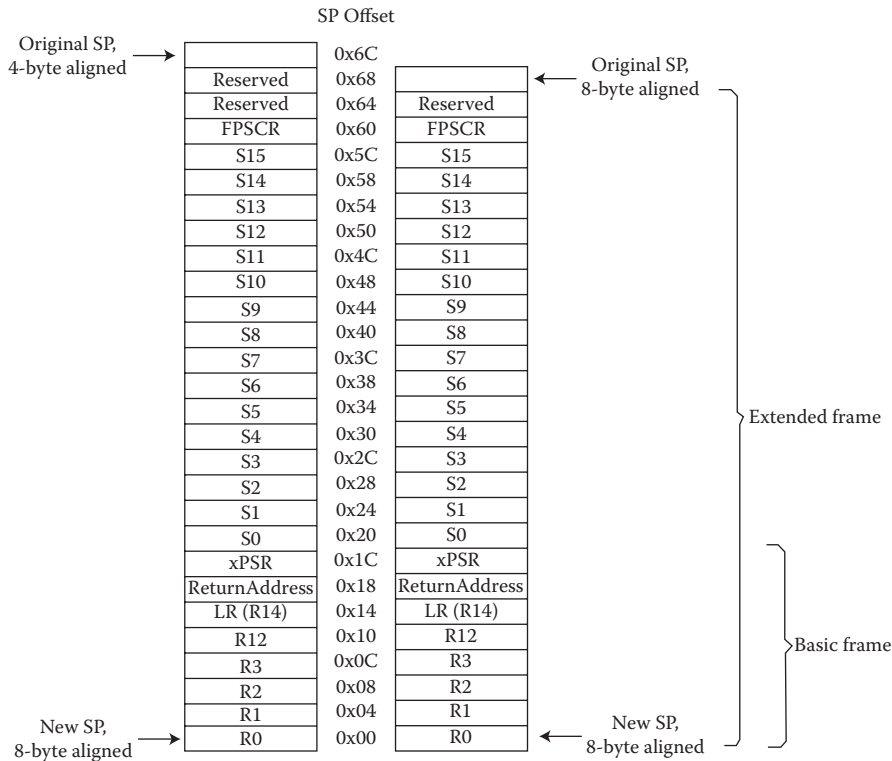 SP Offset
Original SP,
4-byte aligned
0x6C
Original SP,
8-byte aligned
Reserved 0x68
Reserved 0x64 Reserved
FPSCR 0x60 FPSCR
S15 0x5C S15
S14 0x58 S14
S13 0x54 S13
S12 0x50 S12
S11 0x4C S11
S10 0x48 S10
S9 0x44 S9
S8 0x40 S8
S7 0x3C S7
S6 0x38 S6
S5 0x34 S5
S4 0x30 S4
Extended frame
S3 0x2C S3
S2 0x28 S2
S1 0x24 S1
S0 0x20 S0
xPSR 0x1C xPSR
ReturnAddress 0x18 ReturnAddress
LR (R14) 0x14 LR (R14)
R12 0x10 R12
Basic frame
R3 0x0C R3
R2 0x08 R2
R1 0x04 R1
New SP,
8-byte aligned
R0 0x00 R0
New SP,
8-byte aligned